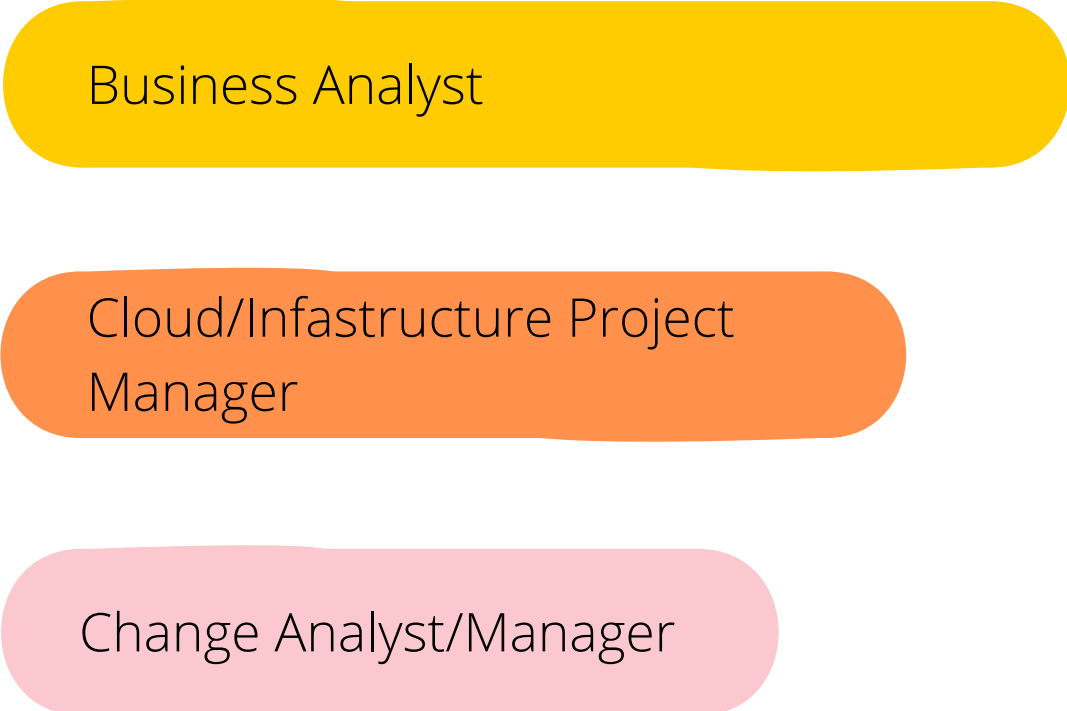 Business Analyst
Cloud/Infastructure Project
Manager
Change Analyst/Manager